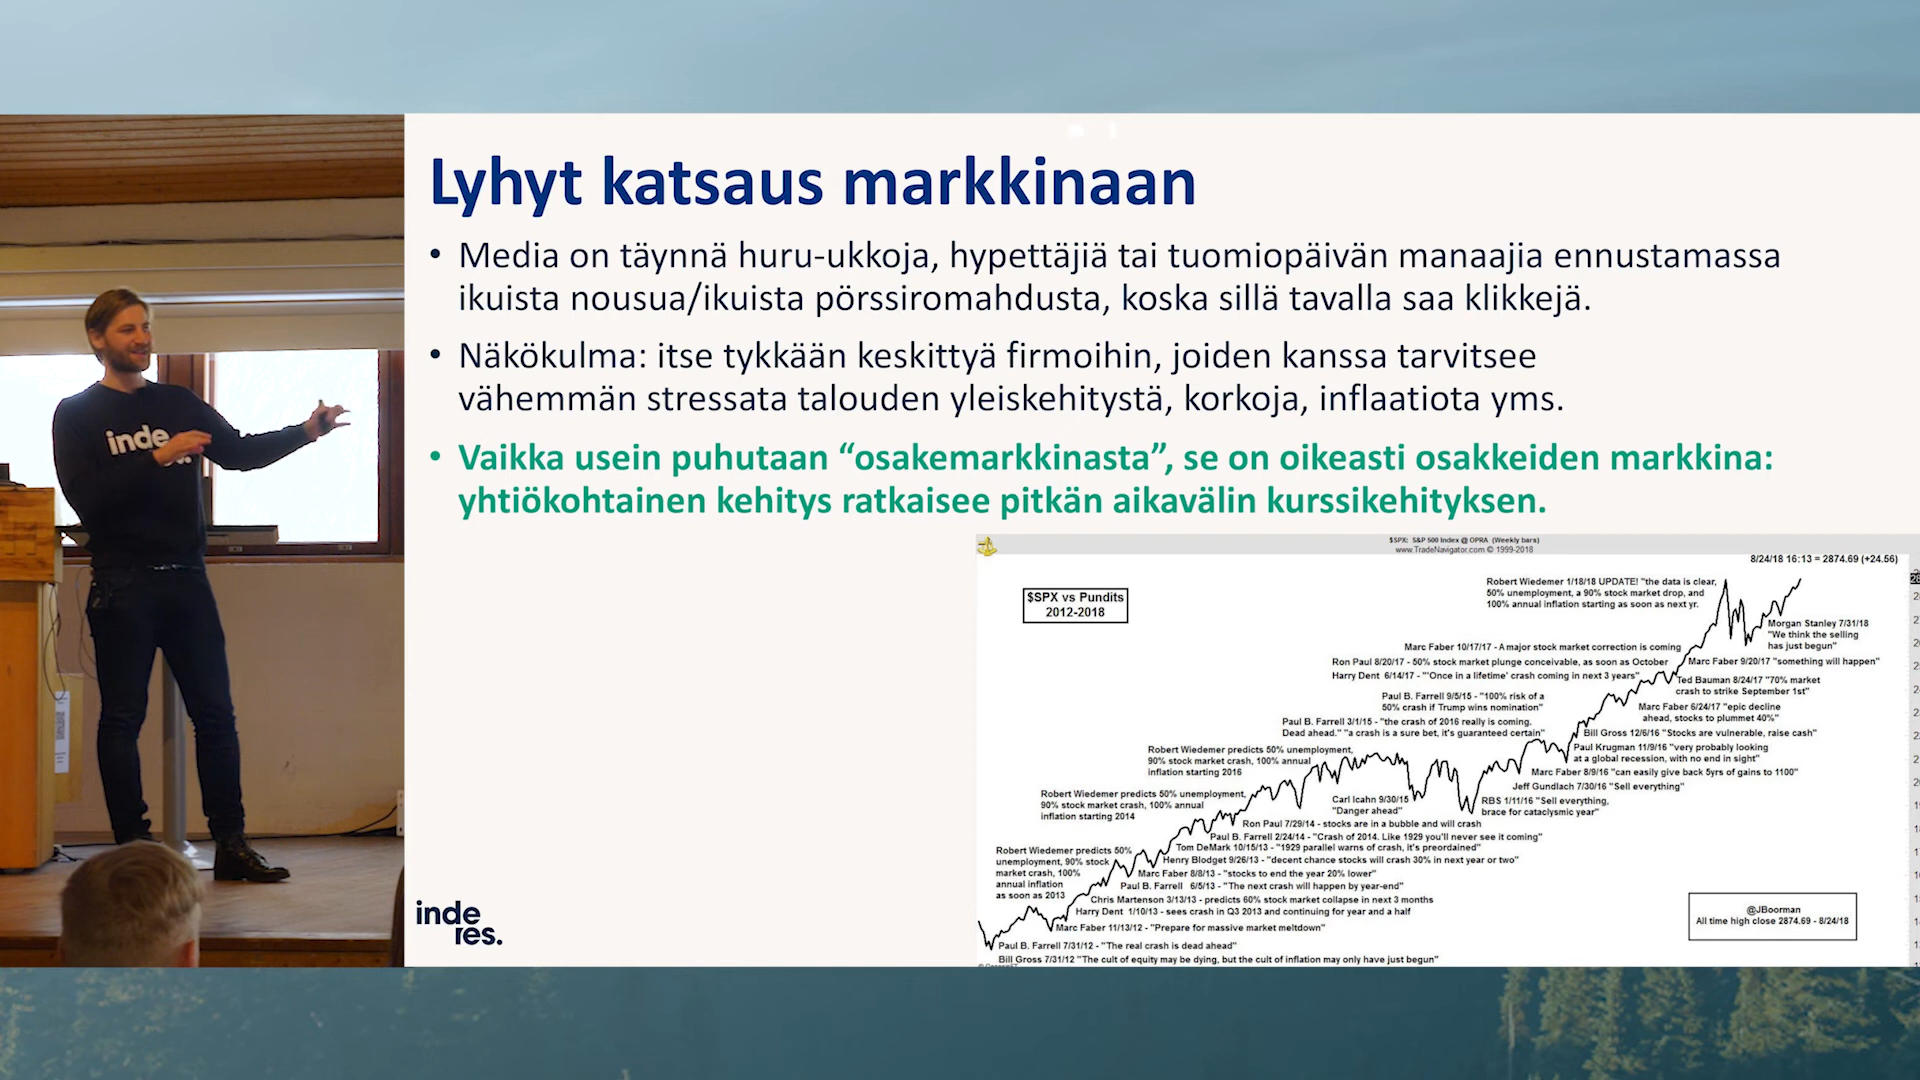 Lyhyt katsaus markkinaan
• Media on täynnä huru-ukkoja, hypettäjiä tai tuomiopäivän manaajia ennustamassa
ikuista nousua/ikuista pörssiromahdusta, koska sillä tavalla saa klikkejä.
• Näkökulma: itse tykkään keskittyä firmoihin, joiden kanssa tarvitsee
vähemmän stressata talouden yleiskehitystä, korkoja, inflaatiota yms.
• Vaikka usein puhutaan “osakemarkkinasta”, se on oikeasti osakkeiden markkina:
yhtiökohtainen kehitys ratkaisee pitkän aikavälin kurssikehityksen.
inde
$SPX: S&P 500 Index @ OPRA (Weekly bars)
www.TradeNavigator.com © 1999-2018
8/24/18 16:13 = 2874.69 (+24.56)
$SPX vs Pundits
2012-2018
Robert Wiedemer 1/18/18 UPDATE! "the data is clear,
50% unemployment, a 90% stock market drop, and
100% annual inflation starting as soon as next yr.
Morgan Stanley 7/31/18
"We think the selling
has just begun"
Marc Faber 10/17/17 - A major stock market correction is coming
Ron Paul 8/20/17 - 50% stock market plunge conceivable, as soon as October
Marc Faber 9/20/17 "something will happen"
Harry Dent 6/14/17 - "'Once in a lifetime' crash coming in next 3 years"
Ted Bauman 8/24/17 "70% market
crash to strike September 1st"
Paul B. Farrell 9/5/15 - "100% risk of a
50% crash if Trump wins nomination"
Marc Faber 6/24/17 "epic decline
ahead, stocks to plummet 40%"
Paul B. Farrell 3/1/15 - "the crash of 2016 really is coming.
Dead ahead." "a crash is a sure bet, it's guaranteed certain"
Bill Gross 12/6/16 "Stocks are vulnerable, raise cash"
Paul Krugman 11/9/16 "very probably looking
at a global recession, with no end in sight"
Robert Wiedemer predicts 50% unemployment,
90% stock market crash, 100% annual
inflation starting 2016
Marc Faber 8/9/16 "can easily give back 5yrs of gains to 1100"
Jeff Gundlach 7/30/16 "Sell everything"
Robert Wiedemer predicts 50% unemployment,
90% stock market crash, 100% annual
inflation starting 2014
Carl Icahn 9/30/15
"Danger ahead"
RBS 1/11/16 "Sell everything,
brace for cataclysmic year"
Ron Paul 7/29/14 - stocks are in a bubble and will crash
Paul B. Farrell 2/24/14 - "Crash of 2014. Like 1929 you'll never see it coming"
Tom DeMark 10/15/13 - "1929 parallel warns of crash, it's preordained"
Robert Wiedemer predicts 50%
unemployment, 90% stock
market crash, 100%
annual inflation
as soon as 2013
Henry Blodget 9/26/13 - "decent chance stocks will crash 30% in next year or two"
Marc Faber 8/8/13 - "stocks to end the year 20% lower"
Paul B. Farrell 6/5/13 - "The next crash will happen by year-end"
Chris Martenson 3/13/13 - predicts 60% stock market collapse in next 3 months
Harry Dent 1/10/13 - sees crash in Q3 2013 and continuing for year and a half
Marc Faber 11/13/12 - "Prepare for massive market meltdown"
Paul B. Farrell 7/31/12 - "The real crash is dead ahead"
Bill Gross 7/31/12 "The cult of equity may be dying, but the cult of inflation may only have just begun"
@JBoorman
All time high close 2874.69 - 8/24/18
inde
res.